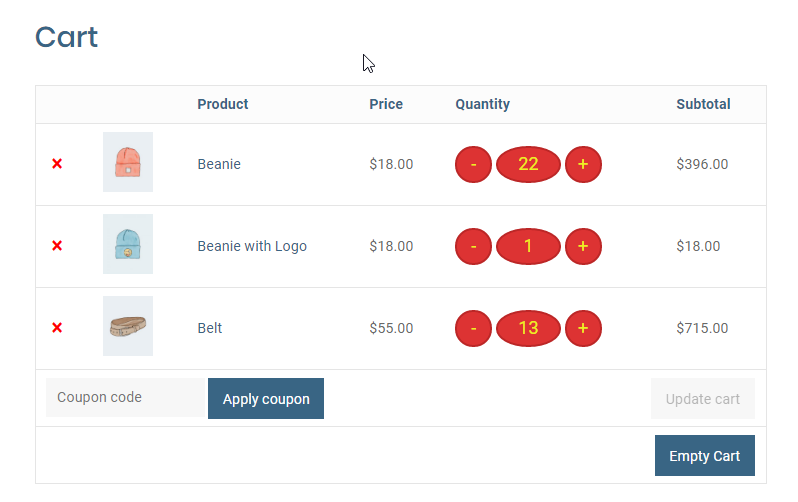 Cart
Product Price Quantity Subtotal
× Beanie $18.00 - 22 + $396.00
× Beanie with Logo $18.00 - 1 + $18.00
× Belt $55.00 - 13 + $715.00
Coupon code Apply coupon Update cart
Empty Cart